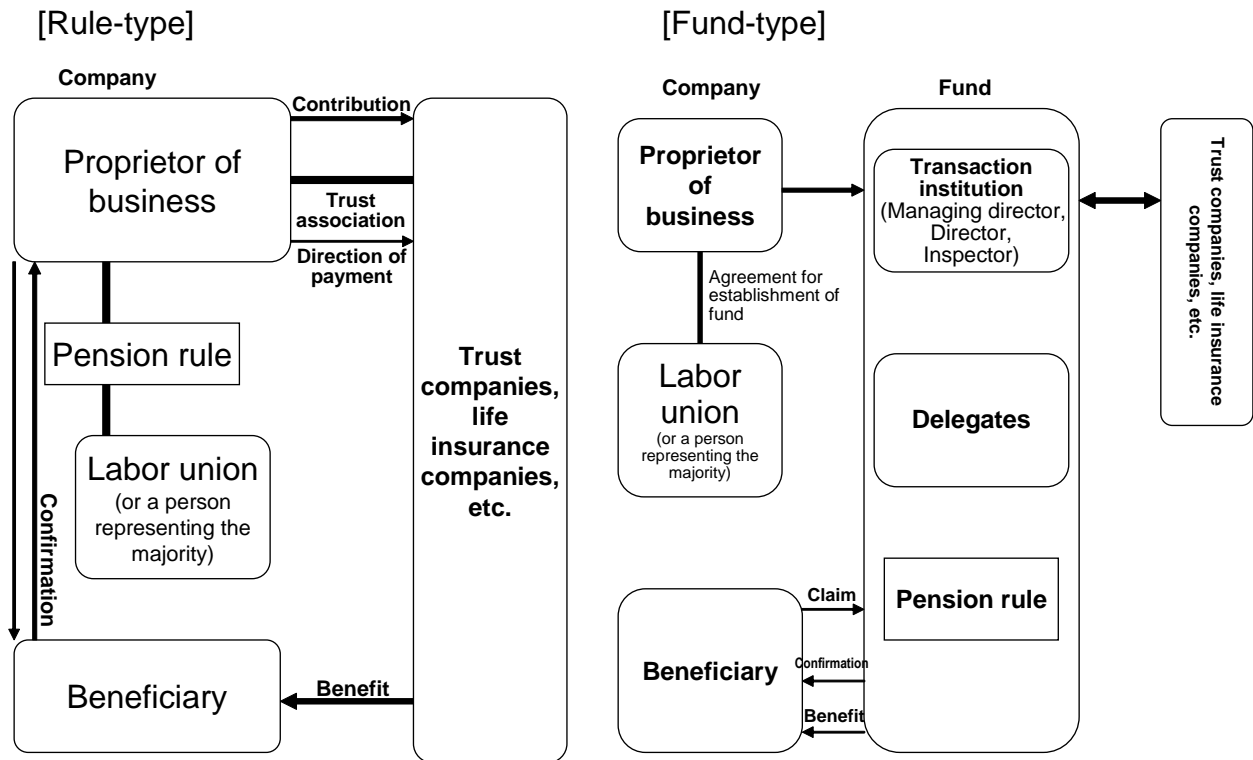 [Rule-type]
Company
Contribution
Proprietor of
business
Trust
association
Direction of
payment
Pension rule
Labor union
(or a person
representing the
majority)
Confirmation
Trust
companies,
life
insurance
companies,
etc.
Beneficiary
Benefit
[Fund-type]
Company
Fund
Proprietor
of
business
Transaction
institution
(Managing director,
Director,
Inspector)
Trust companies, life insurance
companies, etc.
Agreement for
establishment of
fund
Labor
union
(or a person
representing the
majority)
Delegates
Pension rule
Claim
Beneficiary
Confirmation
Benefit